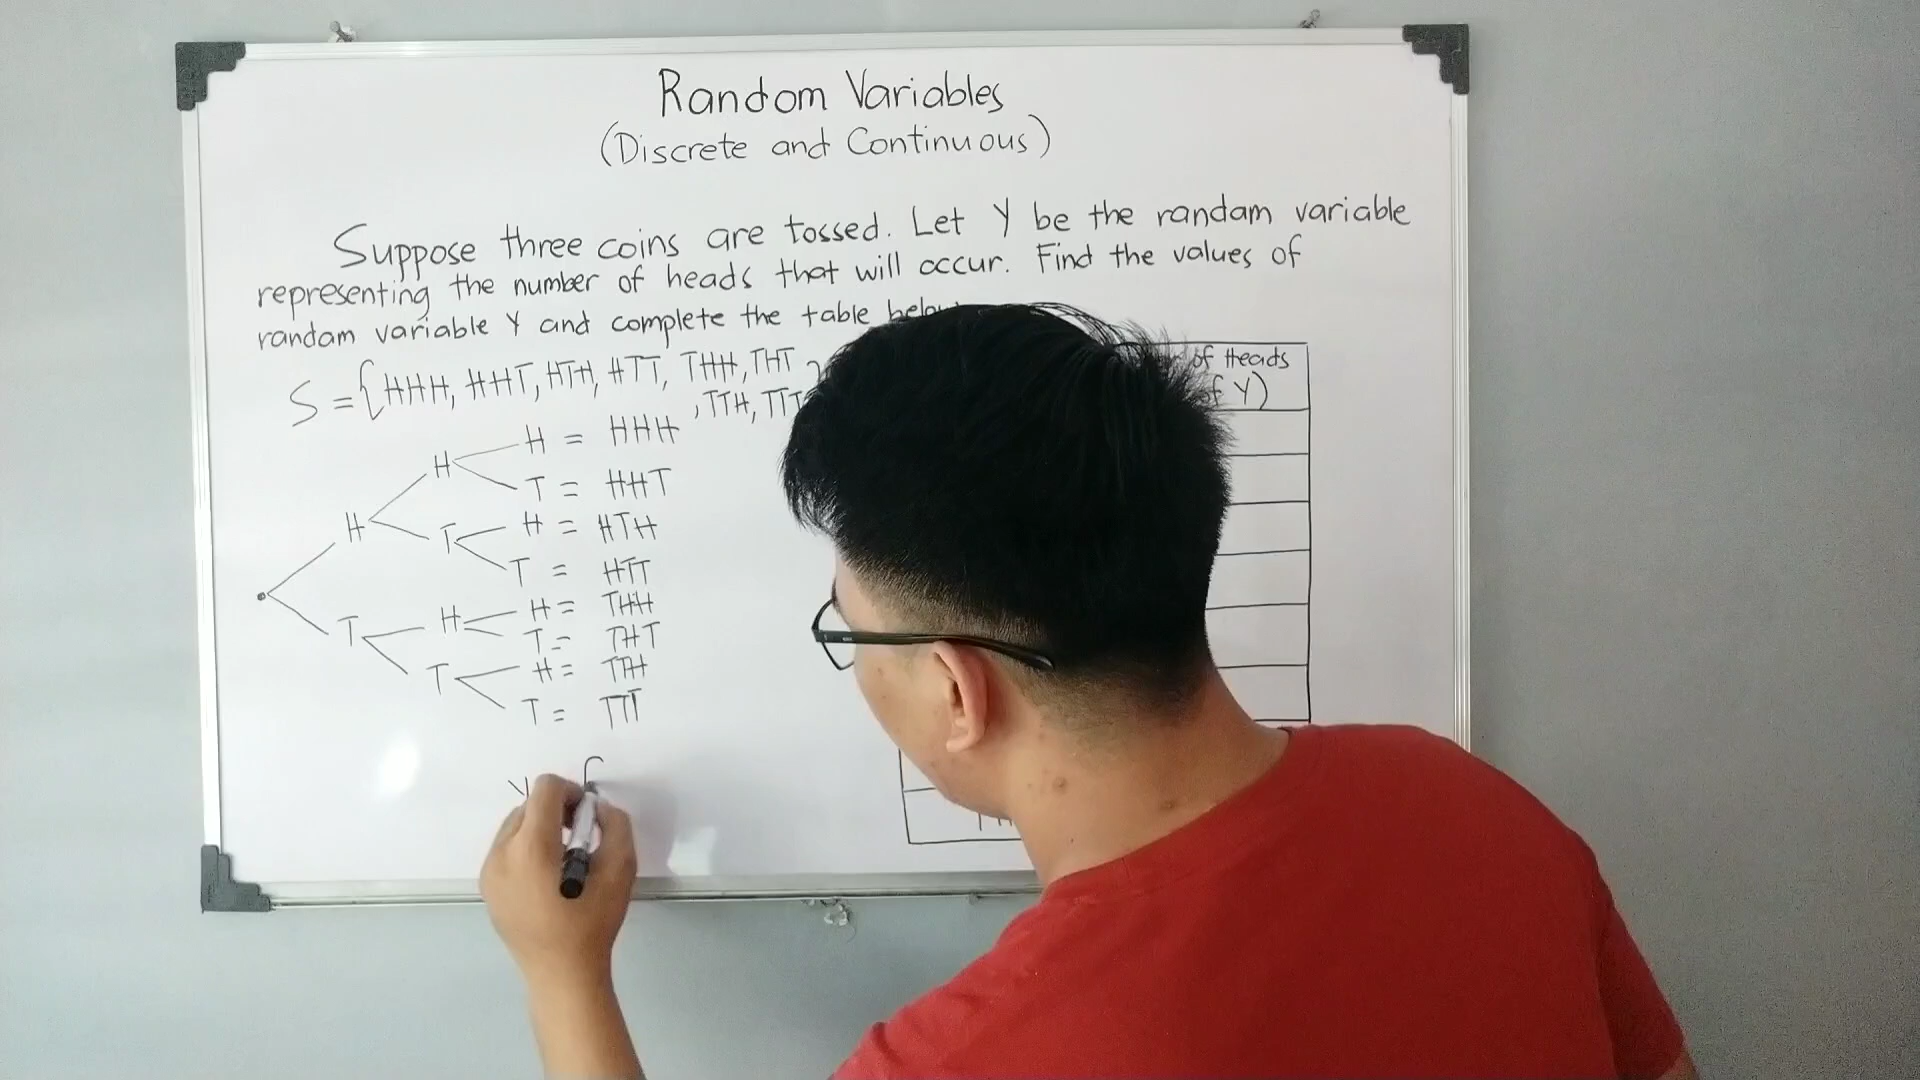 Random Variables
(Discrete and Continuous)
Suppose three coins are tossed. Let Y be the randam variable
representing the number of heads that will occur. Find the values of
randam variable Y and complete the table
S = {HHH, HHT, HTH, HTT, THH, THT
, TTH, TTT
of Heads
of Y)
H = HHH
H
T = HHT
H
T
H = HTH
T = HTT
T
H
H = THH
T = THT
T
H = TTH
T = TTT
Y {